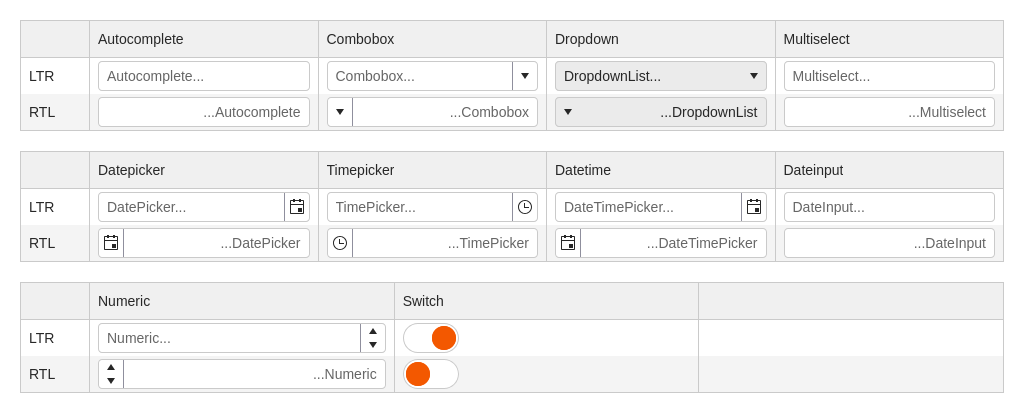 Autocomplete Combobox Dropdown Multiselect
LTR Autocomplete... Combobox... DropdownList... Multiselect...
RTL ...Autocomplete ...Combobox ...DropdownList ...Multiselect
Datepicker Timepicker Datetime Dateinput
LTR DatePicker... TimePicker... DateTimePicker... DateInput...
RTL ...DatePicker ...TimePicker ...DateTimePicker ...DateInput
Numeric Switch
LTR Numeric...
RTL ...Numeric